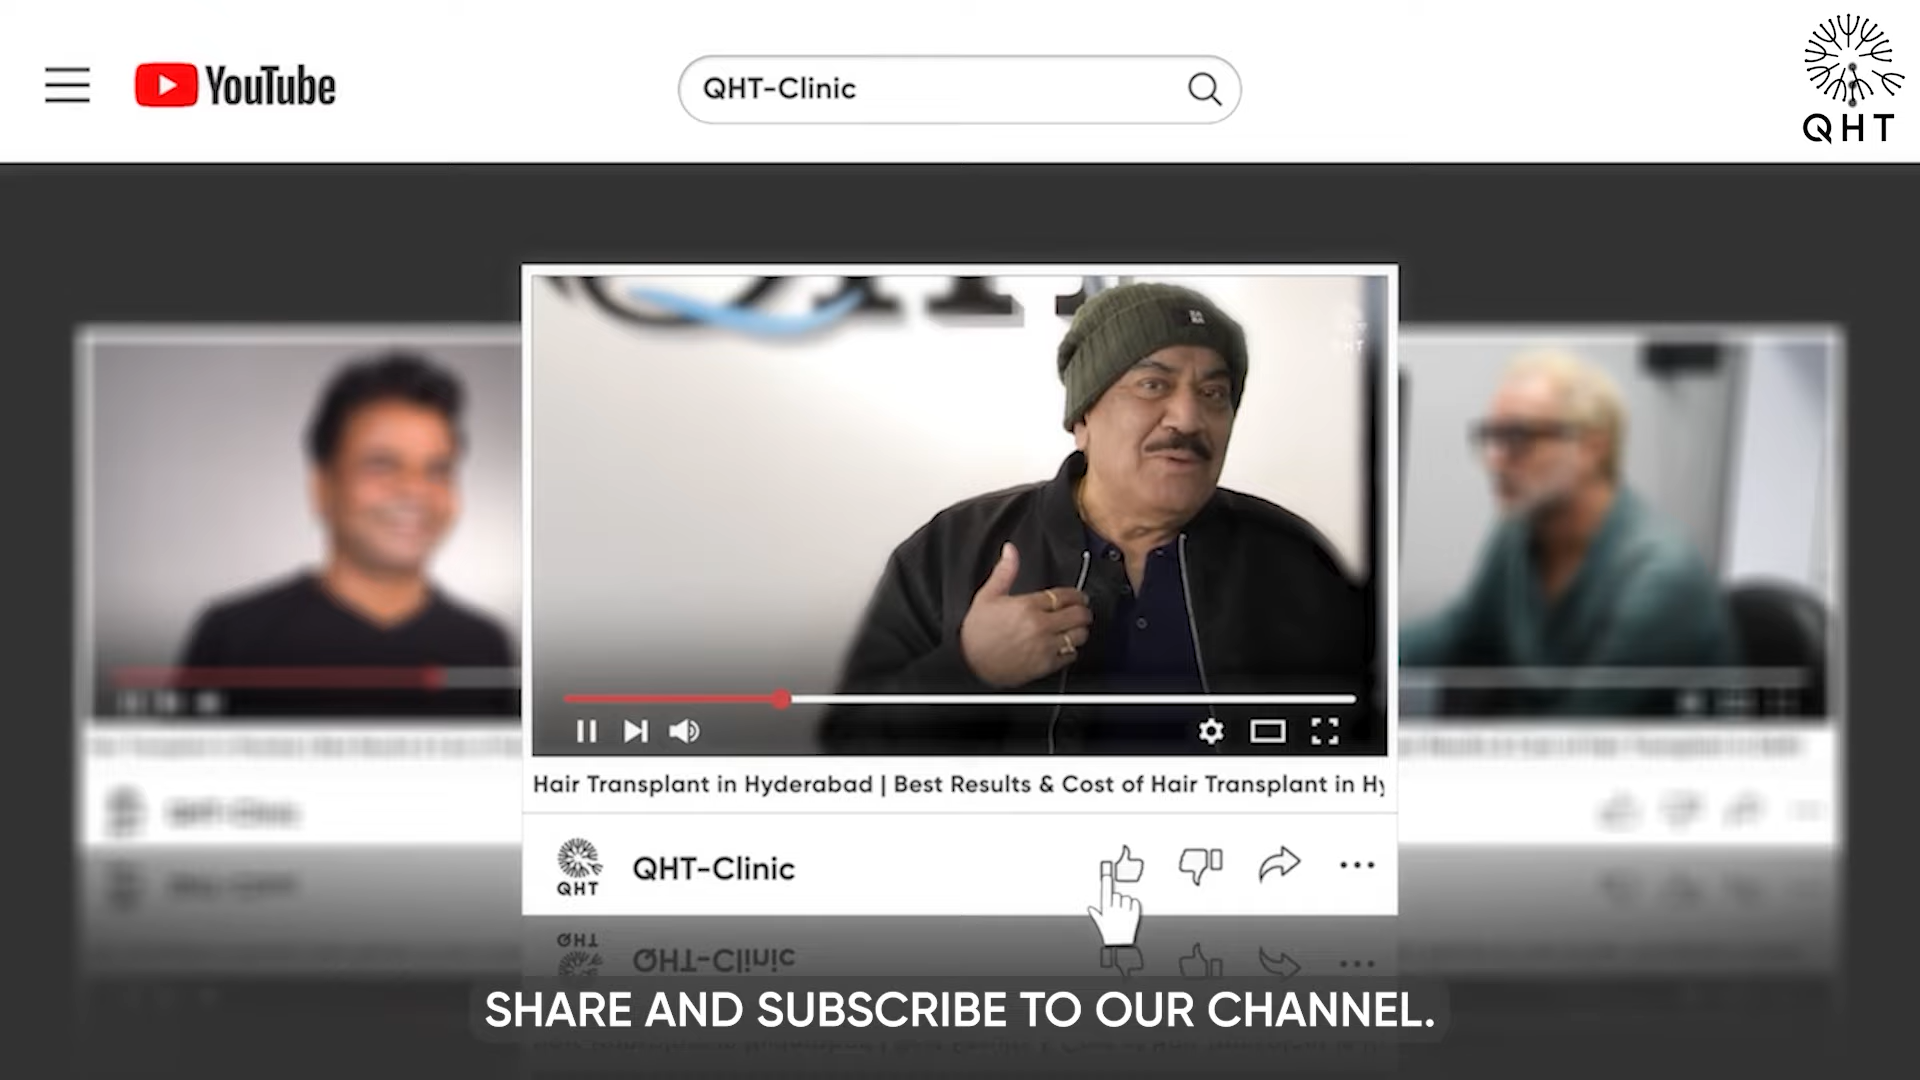 YouTube
QHT-Clinic
QHT
Hair Transplant in Hyderabad | Best Results & Cost of Hair Transplant in Hy
QHT
QHT-Clinic
SHARE AND SUBSCRIBE TO OUR CHANNEL.